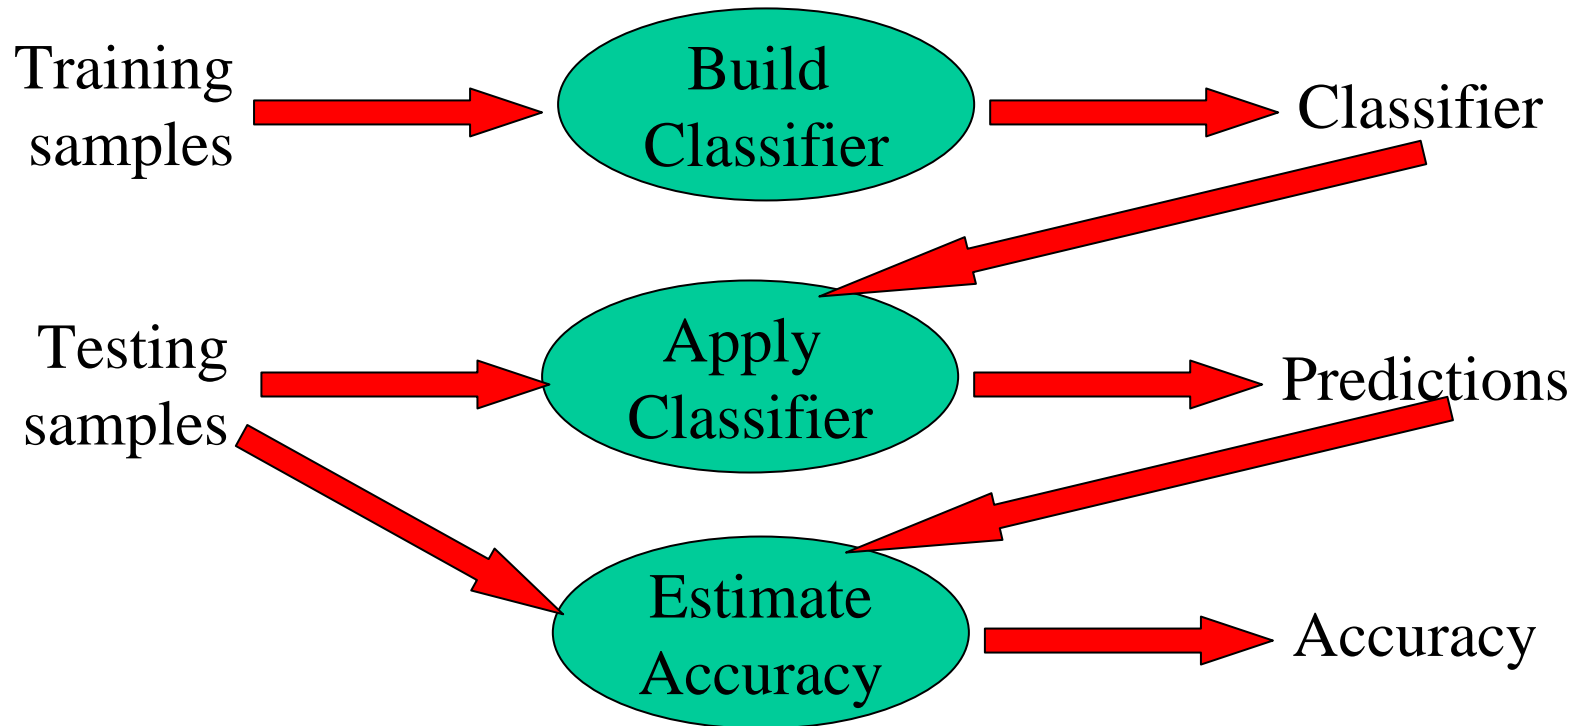 Training
samples
Build
Classifier
Classifier
Testing
samples
Apply
Classifier
Predictions
Estimate
Accuracy
Accuracy